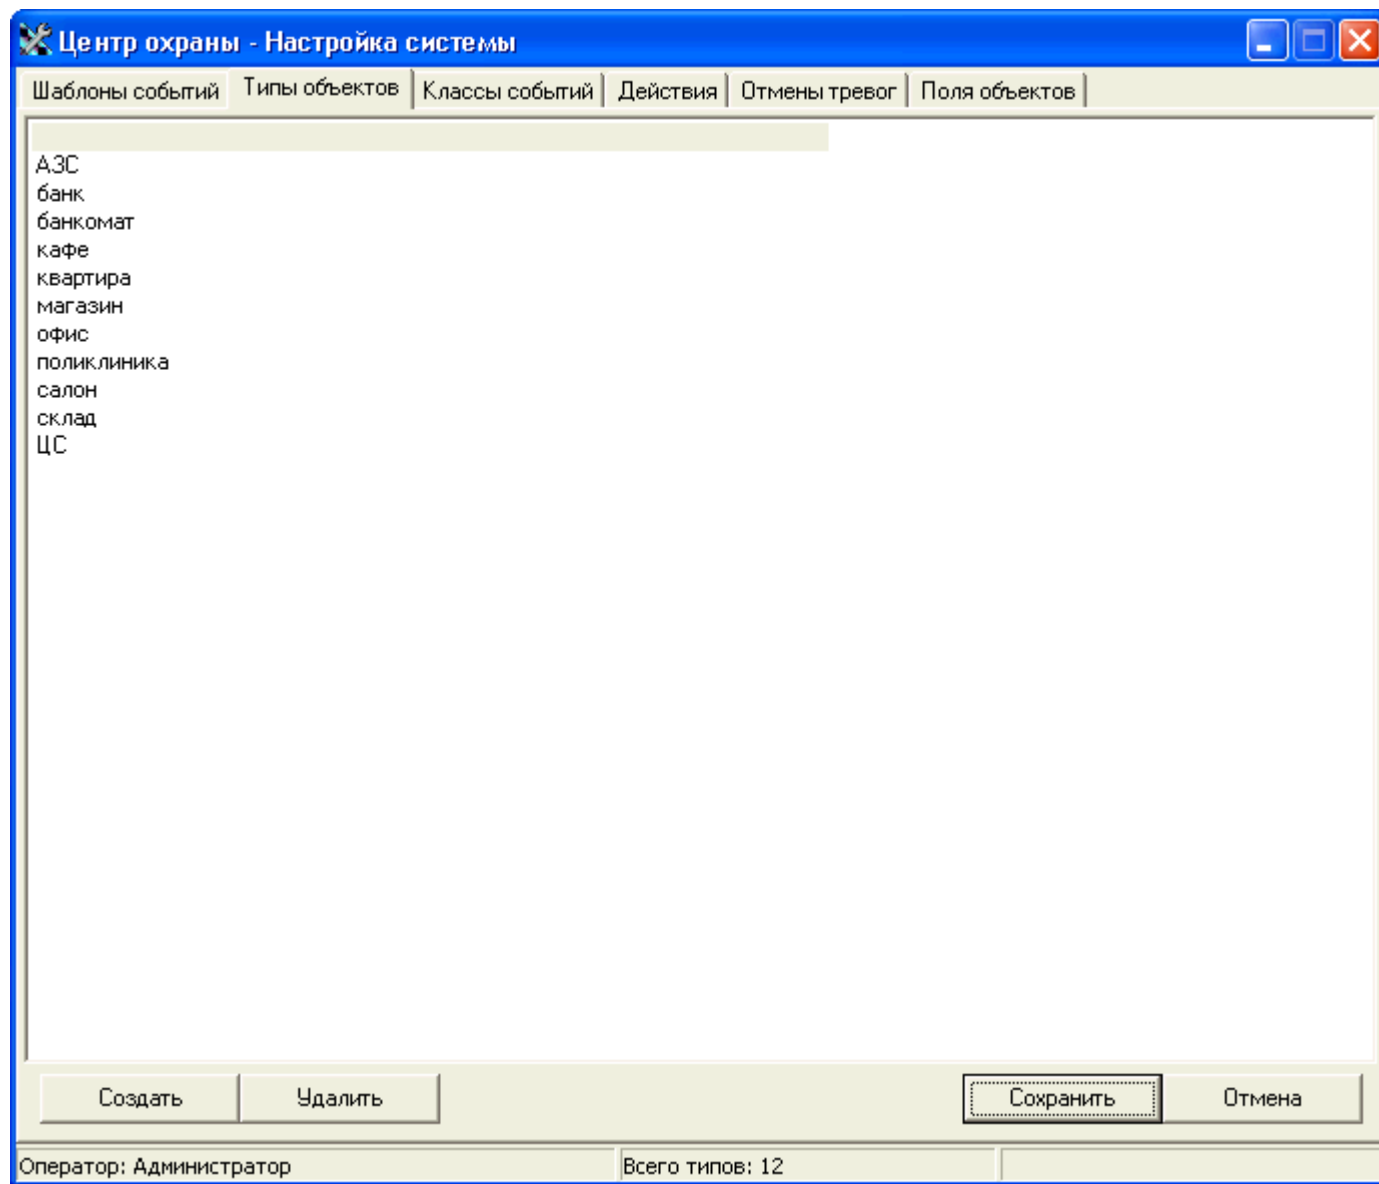 Центр охраны - Настройка системы
Шаблоны событий Типы объектов Классы событий Действия Отмены тревог Поля объектов
АЗС
банк
банкомат
кафе
квартира
магазин
офис
поликлиника
салон
склад
ЦС
Создать Удалить Сохранить Отмена
Оператор: Администратор Всего типов: 12